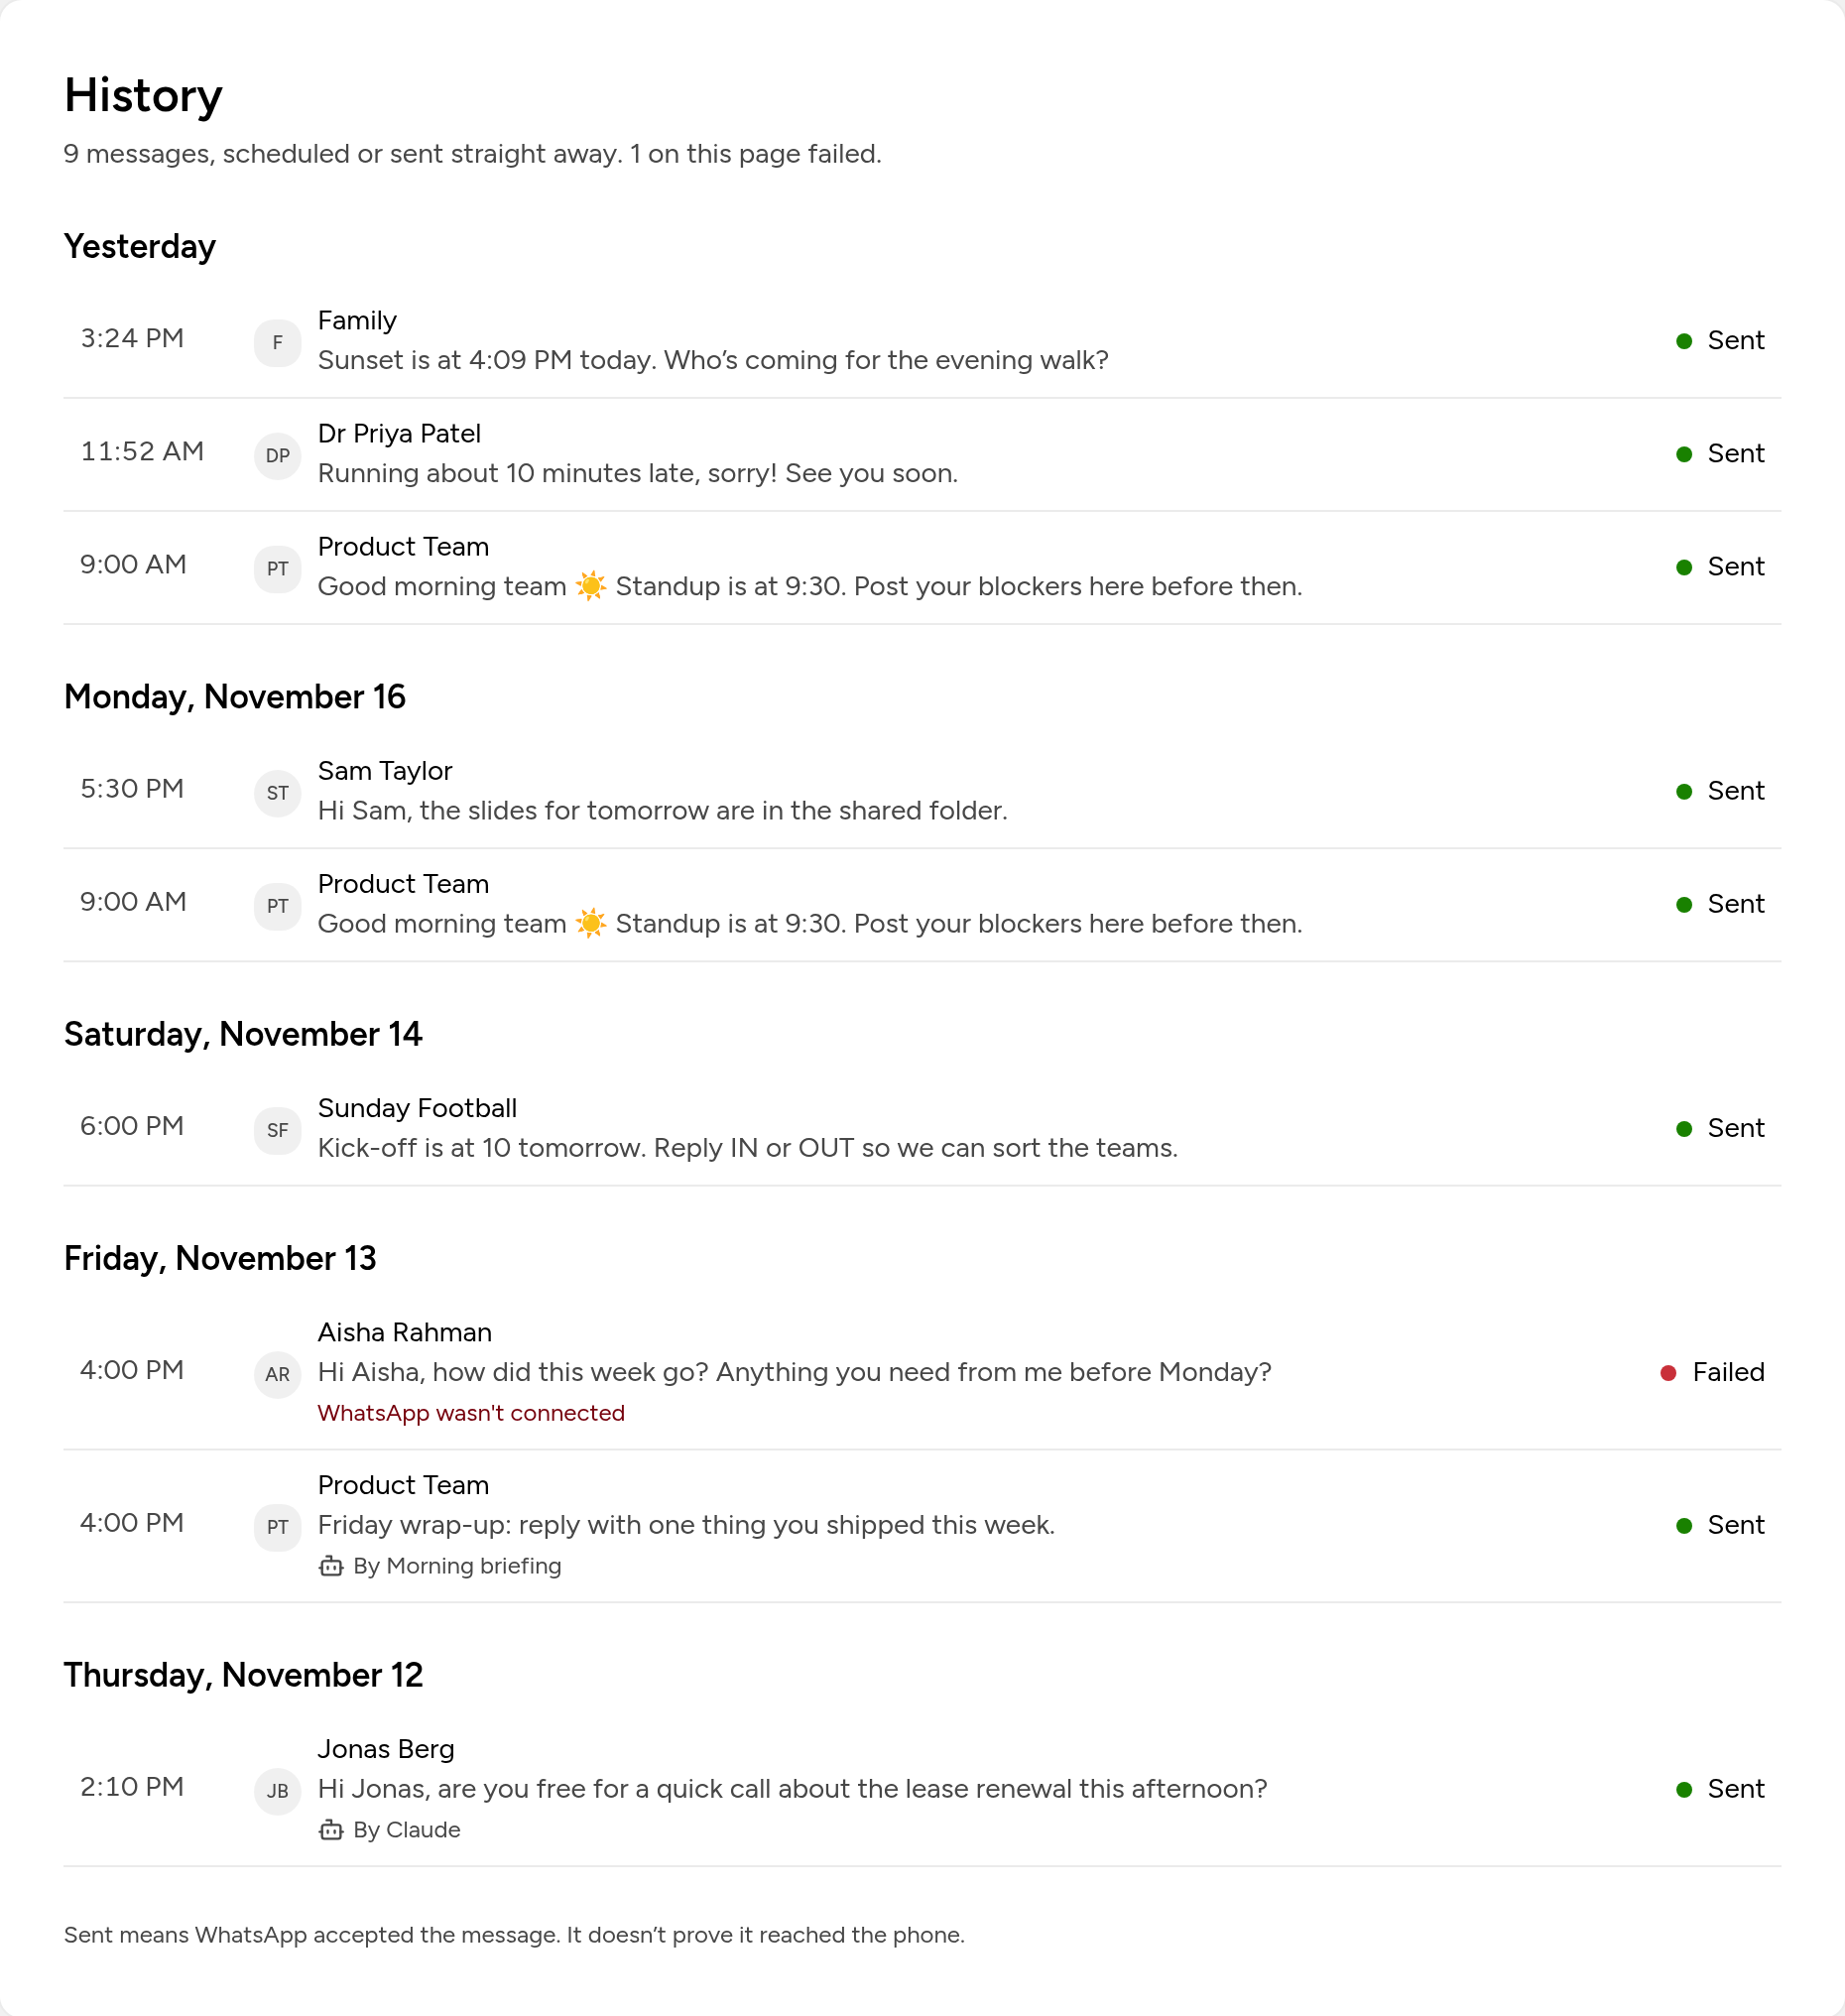 History
9 messages, scheduled or sent straight away. 1 on this page failed.
Yesterday
3:24 PM
F
Family
Sunset is at 4:09 PM today. Who’s coming for the evening walk?
Sent
11:52 AM
DP
Dr Priya Patel
Running about 10 minutes late, sorry! See you soon.
Sent
9:00 AM
PT
Product Team
Good morning team ☀️ Standup is at 9:30. Post your blockers here before then.
Sent
Monday, November 16
5:30 PM
ST
Sam Taylor
Hi Sam, the slides for tomorrow are in the shared folder.
Sent
9:00 AM
PT
Product Team
Good morning team ☀️ Standup is at 9:30. Post your blockers here before then.
Sent
Saturday, November 14
6:00 PM
SF
Sunday Football
Kick-off is at 10 tomorrow. Reply IN or OUT so we can sort the teams.
Sent
Friday, November 13
4:00 PM
AR
Aisha Rahman
Hi Aisha, how did this week go? Anything you need from me before Monday?
WhatsApp wasn't connected
Failed
4:00 PM
PT
Product Team
Friday wrap-up: reply with one thing you shipped this week.
By Morning briefing
Sent
Thursday, November 12
2:10 PM
JB
Jonas Berg
Hi Jonas, are you free for a quick call about the lease renewal this afternoon?
By Claude
Sent
Sent means WhatsApp accepted the message. It doesn’t prove it reached the phone.